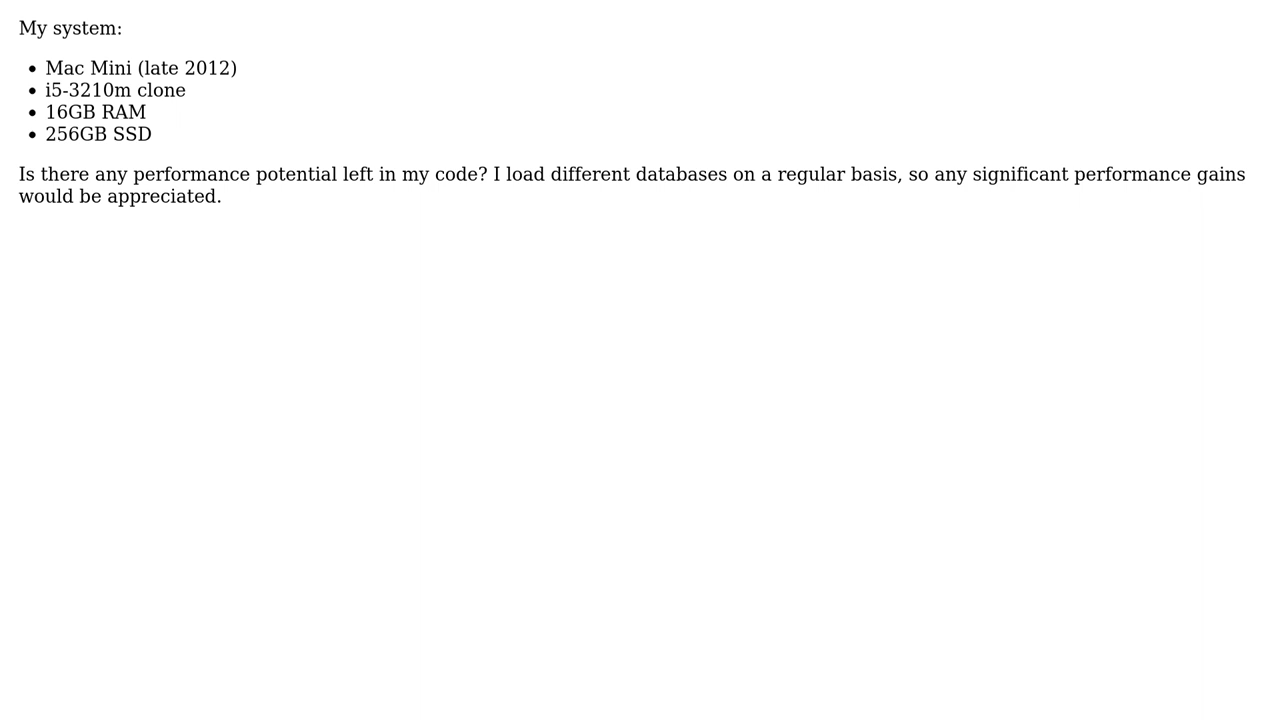 My system:
• Mac Mini (late 2012)
• i5-3210m clone
• 16GB RAM
• 256GB SSD
Is there any performance potential left in my code? I load different databases on a regular basis, so any significant performance gains
would be appreciated.